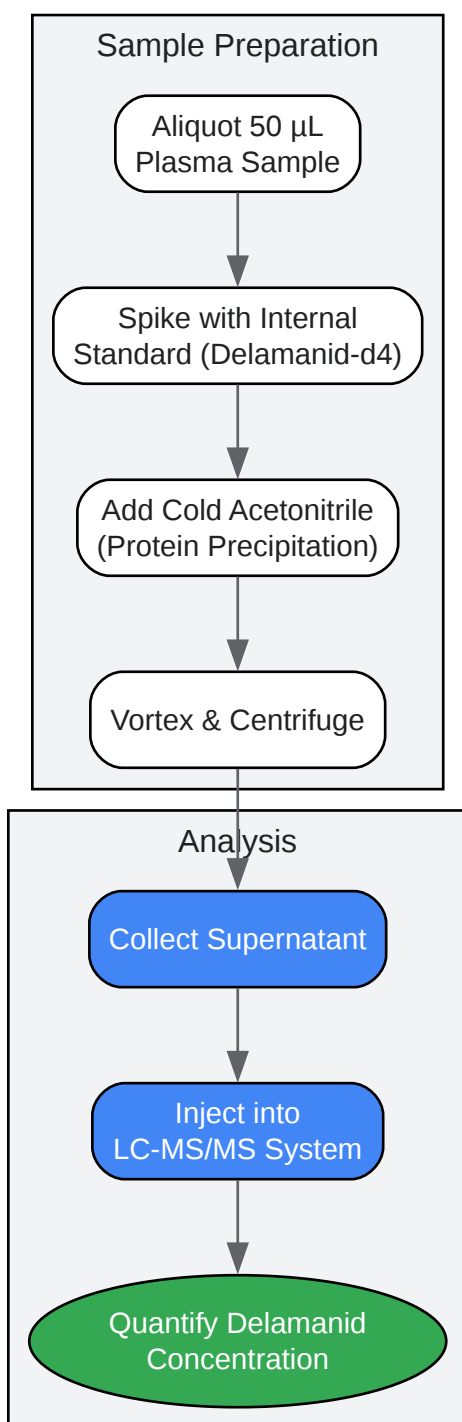 Sample Preparation
Aliquot 50 µL
Plasma Sample
Spike with Internal
Standard (Delamanid-d4)
Add Cold Acetonitrile
(Protein Precipitation)
Vortex & Centrifuge
Analysis
Collect Supernatant
Inject into
LC-MS/MS System
Quantify Delamanid
Concentration